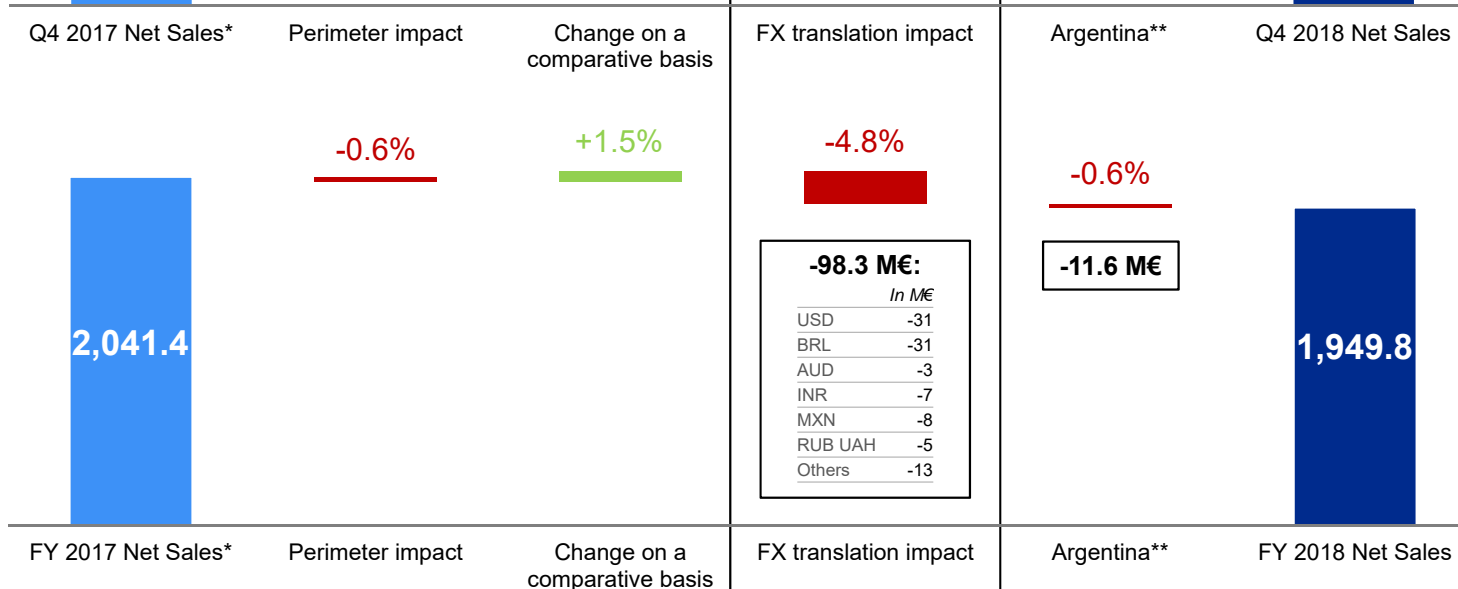 Q4 2017 Net Sales*
Perimeter impact
Change on a
comparative basis
FX translation impact
Argentina**
Q4 2018 Net Sales
-0.6%
+1.5%
-4.8%
-0.6%
-98.3 M€:
In M€
USD -31
BRL -31
AUD -3
INR -7
MXN -8
RUB UAH -5
Others -13
-11.6 M€
2,041.4
1,949.8
FY 2017 Net Sales*
Perimeter impact
Change on a
comparative basis
FX translation impact
Argentina**
FY 2018 Net Sales